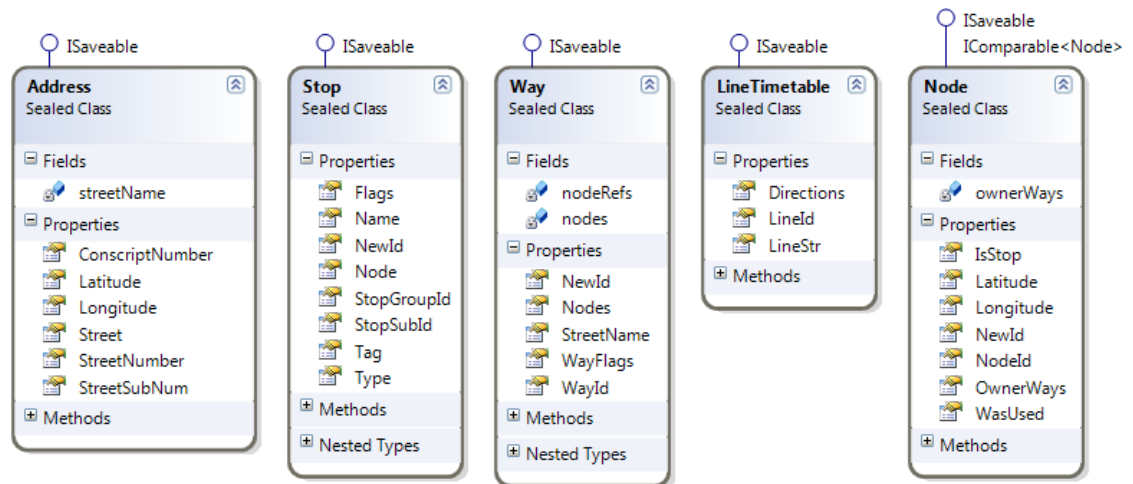 ISaveable
Address
Sealed Class
Fields
streetName
Properties
ConscriptNumber
Latitude
Longitude
Street
StreetNumber
StreetSubNum
Methods
ISaveable
Stop
Sealed Class
Properties
Flags
Name
NewId
Node
StopGroupId
StopSubId
Tag
Type
Methods
Nested Types
ISaveable
Way
Sealed Class
Fields
nodeRefs
nodes
Properties
NewId
Nodes
StreetName
WayFlags
WayId
Methods
Nested Types
ISaveable
LineTimetable
Sealed Class
Properties
Directions
LineId
LineStr
Methods
ISaveable
IComparable<Node>
Node
Sealed Class
Fields
ownerWays
Properties
IsStop
Latitude
Longitude
NewId
NodeId
OwnerWays
WasUsed
Methods